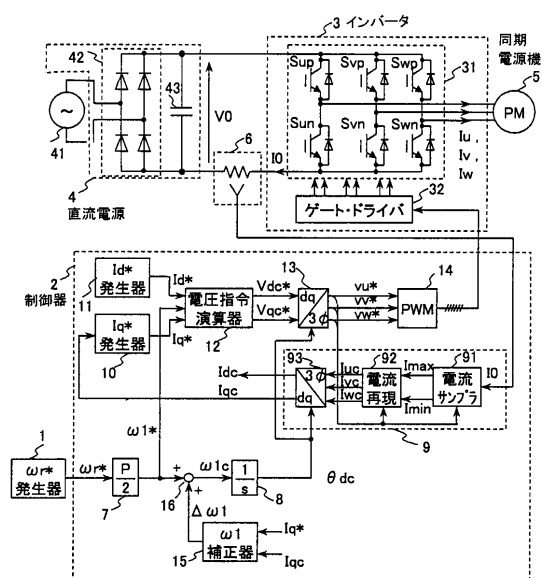 3 インバータ
同期
電源機
5
PM
42
43
V0
41
4
直流電源
6
I0
Sup
Svp
Swp
31
Sun
Svn
Swn
Iu,
Iv,
Iw
ゲート・ドライバ
32
2
制御器
Id*
発生器
11
Id*
Iq*
発生器
10
Iq*
電圧指令
演算器
12
Vdc*
Vqc*
13
dq
3φ
vu*
vv*
vw*
14
PWM
93
3φ
dq
Idc
Iqc
Iuc
Ivc
Iwc
92
電流
再現
Imax
Imin
91
電流
サンプラ
I0
9
ω1*
1
ωr*
発生器
ωr*
P
2
7
+
+
16
ω1c
1
s
8
θdc
Δω1
ω1
補正器
15
Iq*
Iqc